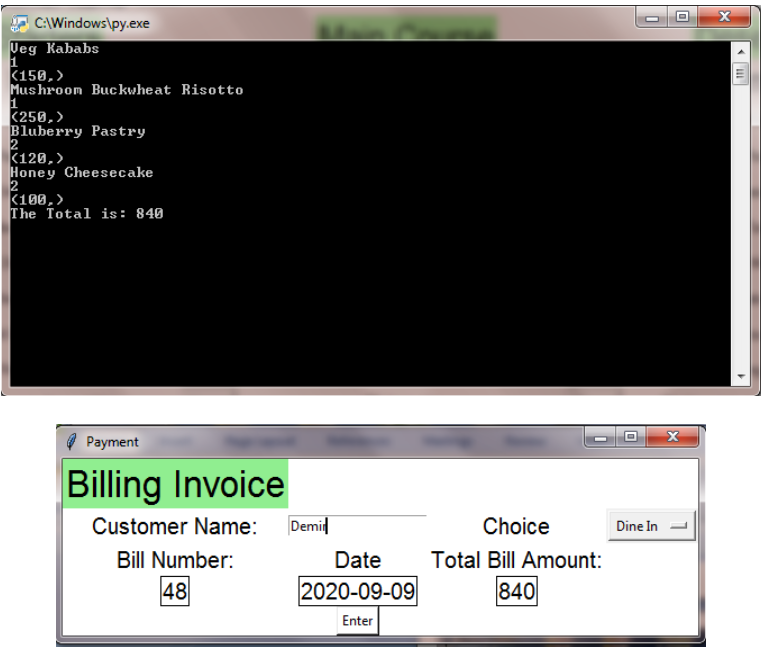 C:\Windows\py.exe
Main Course
Veg Kababs
1
(150,)
Mushroom Buckwheat Risotto
1
(250,)
Bluberry Pastry
2
(120,)
Honey Cheesecake
2
(100,)
The Total is: 840
Payment
Billing Invoice
Customer Name: Demir Choice Dine In
Bill Number: Date Total Bill Amount:
48 2020-09-09 840
Enter